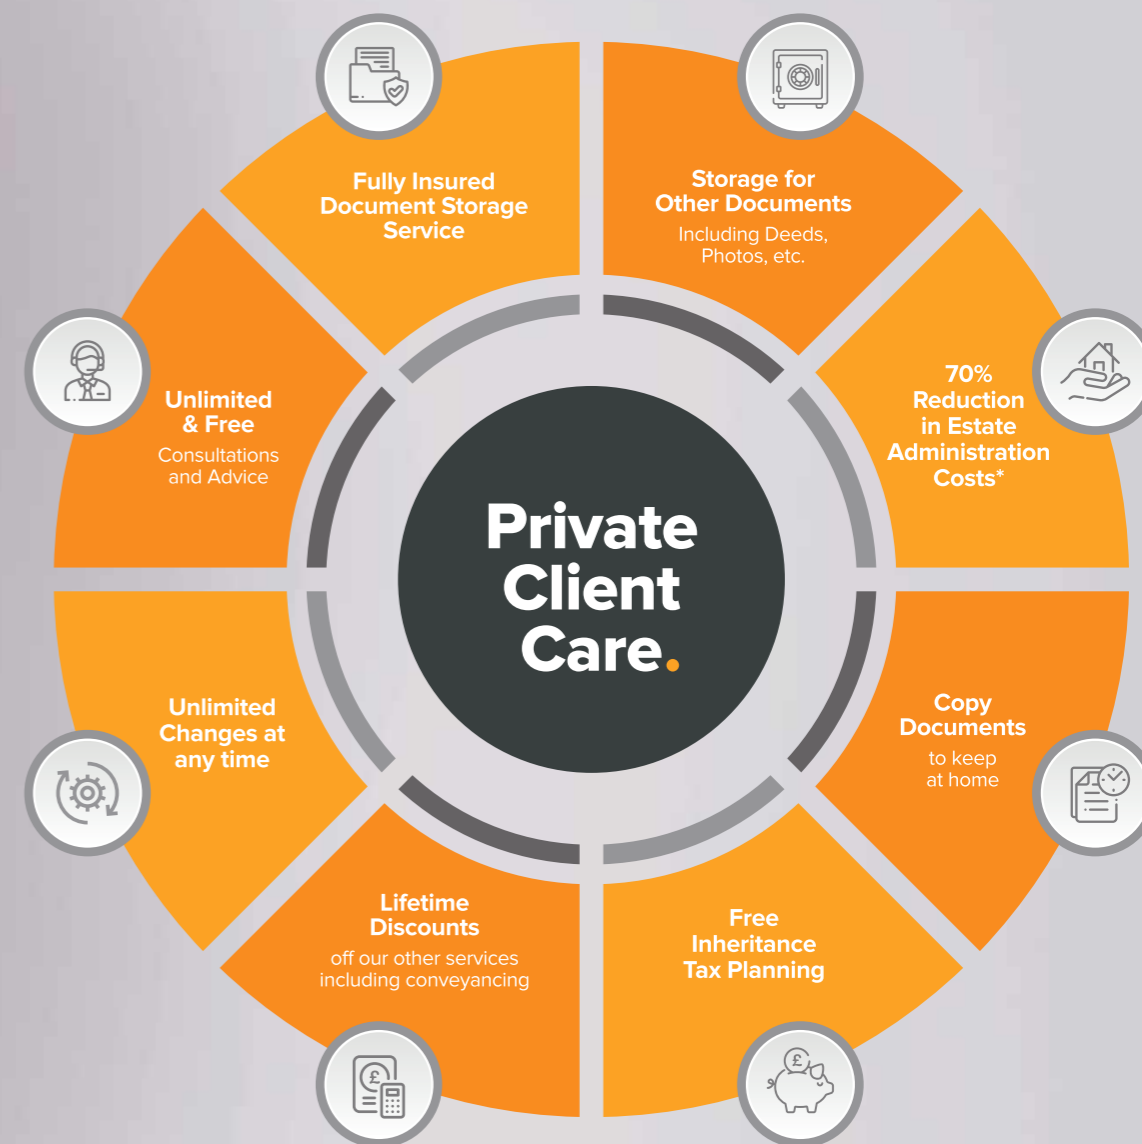 Private
Client
Care.
Fully Insured
Document Storage
Service
Storage for
Other Documents
Including Deeds,
Photos, etc.
70%
Reduction
in Estate
Administration
Costs*
Copy
Documents
to keep
at home
Free
Inheritance
Tax Planning
£
Lifetime
Discounts
off our other services
including conveyancing
£
Unlimited
Changes at
any time
Unlimited
& Free
Consultations
and Advice